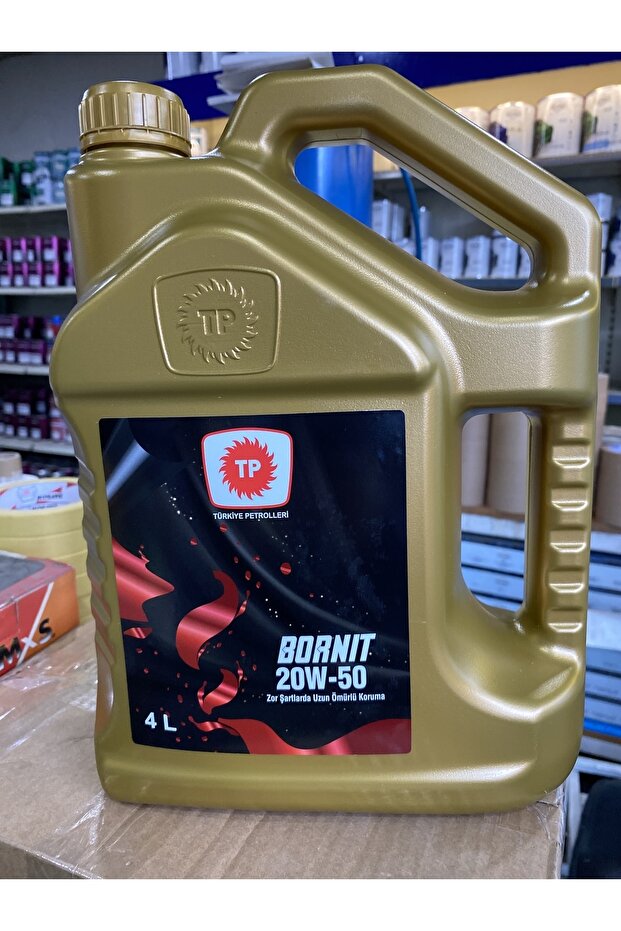 TP
TP
TÜRKİYE PETROLLERİ
BORNIT
20W-50
Zor Şartlarda Uzun Ömürlü Koruma
4 L